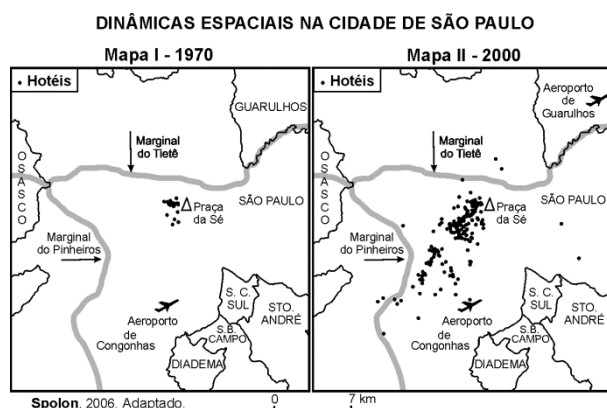 DINÂMICAS ESPACIAIS NA CIDADE DE SÃO PAULO
Mapa I - 1970
• Hotéis
GUARULHOS
Marginal
do Tietê
OSASCO
SÃO PAULO
Praça
da Sé
Marginal
do Pinheiros
Aeroporto
de
Congonhas
S. C.
SUL
STO.
ANDRÉ
S.B.
CAMPO
DIADEMA
Mapa II - 2000
• Hotéis
Aeroporto
de
Guarulhos
Marginal
do Tietê
OSASCO
SÃO PAULO
Praça
da Sé
Marginal
do Pinheiros
Aeroporto
de
Congonhas
S. C.
SUL
STO.
ANDRÉ
S.B.
CAMPO
DIADEMA
Spolon, 2006. Adaptado.
0 7 km